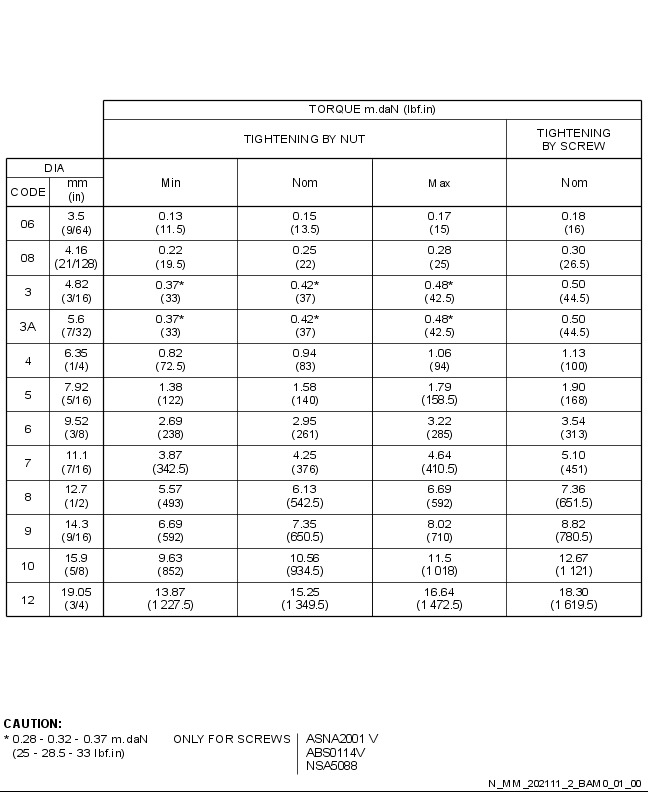 TORQUE m.daN (lbf.in)
TIGHTENING BY NUT
TIGHTENING
BY SCREW
DIA
CODE mm Min Nom Max Nom
(in)
06 3.5 0.13 0.15 0.17 0.18
(9/64) (11.5) (13.5) (15) (16)
08 4.16 0.22 0.25 0.28 0.30
(21/128) (19.5) (22) (25) (26.5)
3 4.82 0.37* 0.42* 0.48* 0.50
(3/16) (33) (37) (42.5) (44.5)
3A 5.6 0.37* 0.42* 0.48* 0.50
(7/32) (33) (37) (42.5) (44.5)
4 6.35 0.82 0.94 1.06 1.13
(1/4) (72.5) (83) (94) (100)
5 7.92 1.38 1.58 1.79 1.90
(5/16) (122) (140) (158.5) (168)
6 9.52 2.69 2.95 3.22 3.54
(3/8) (238) (261) (285) (313)
7 11.1 3.87 4.25 4.64 5.10
(7/16) (342.5) (376) (410.5) (451)
8 12.7 5.57 6.13 6.69 7.36
(1/2) (493) (542.5) (592) (651.5)
9 14.3 6.69 7.35 8.02 8.82
(9/16) (592) (650.5) (710) (780.5)
10 15.9 9.63 10.56 11.5 12.67
(5/8) (852) (934.5) (1 018) (1 121)
12 19.05 13.87 15.25 16.64 18.30
(3/4) (1 227.5) (1 349.5) (1 472.5) (1 619.5)
CAUTION:
* 0.28 - 0.32 - 0.37 m.daN ONLY FOR SCREWS ASNA2001 V
(25 - 28.5 - 33 lbf.in) ABS0114V
NSA5088
N_MM_202111_2_BAM0_01_00